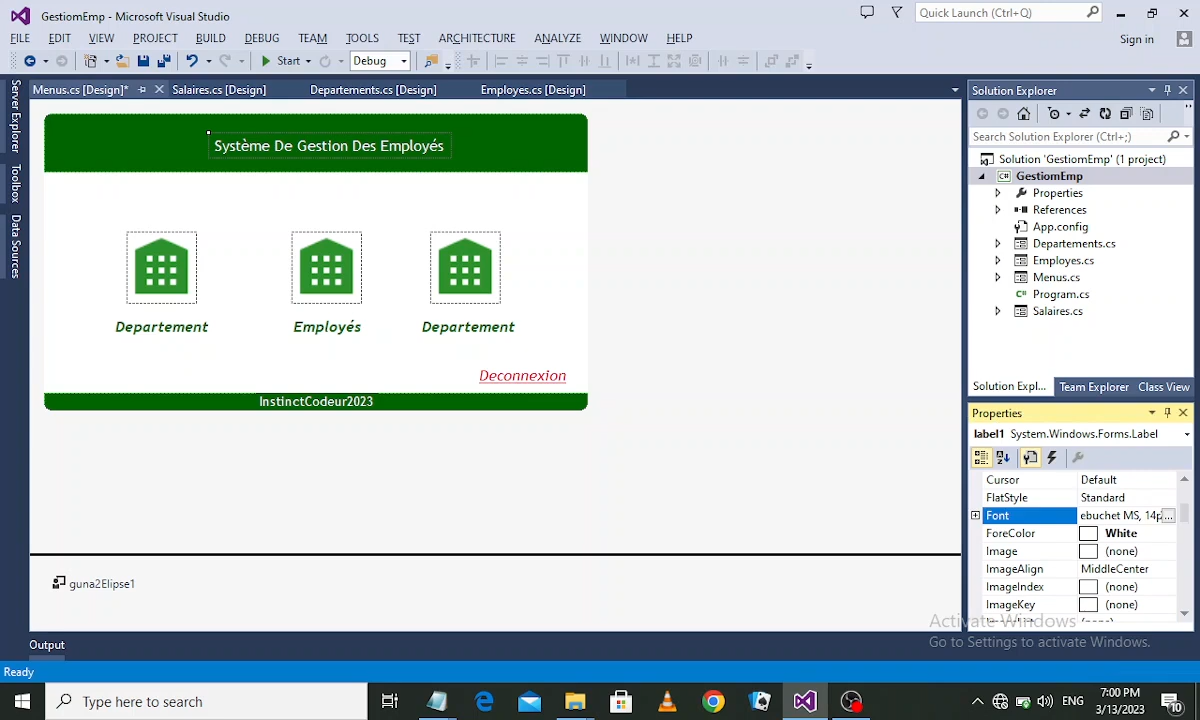 GestiomEmp - Microsoft Visual Studio
Quick Launch (Ctrl+Q)
FILE EDIT VIEW PROJECT BUILD DEBUG TEAM TOOLS TEST ARCHITECTURE ANALYZE WINDOW HELP
Sign in
Start Debug
Menus.cs [Design]* Salaires.cs [Design] Departements.cs [Design] Employes.cs [Design]
Server Explorer
Toolbox
Data Sources
Système De Gestion Des Employés
Departement Employés Departement
Deconnexion
InstinctCodeur2023
guna2Elipse1
Output
Ready
Solution Explorer
Search Solution Explorer (Ctrl+;)
Solution 'GestiomEmp' (1 project)
C# GestiomEmp
Properties
References
App.config
Departements.cs
Employes.cs
Menus.cs
C# Program.cs
Salaires.cs
Solution Expl... Team Explorer Class View
Properties
label1 System.Windows.Forms.Label
Cursor Default
FlatStyle Standard
Font ebuchet MS, 14p ...
ForeColor White
Image (none)
ImageAlign MiddleCenter
ImageIndex (none)
ImageKey (none)
Activate Windows
Go to Settings to activate Windows.
Type here to search
ENG
7:00 PM
3/13/2023
10